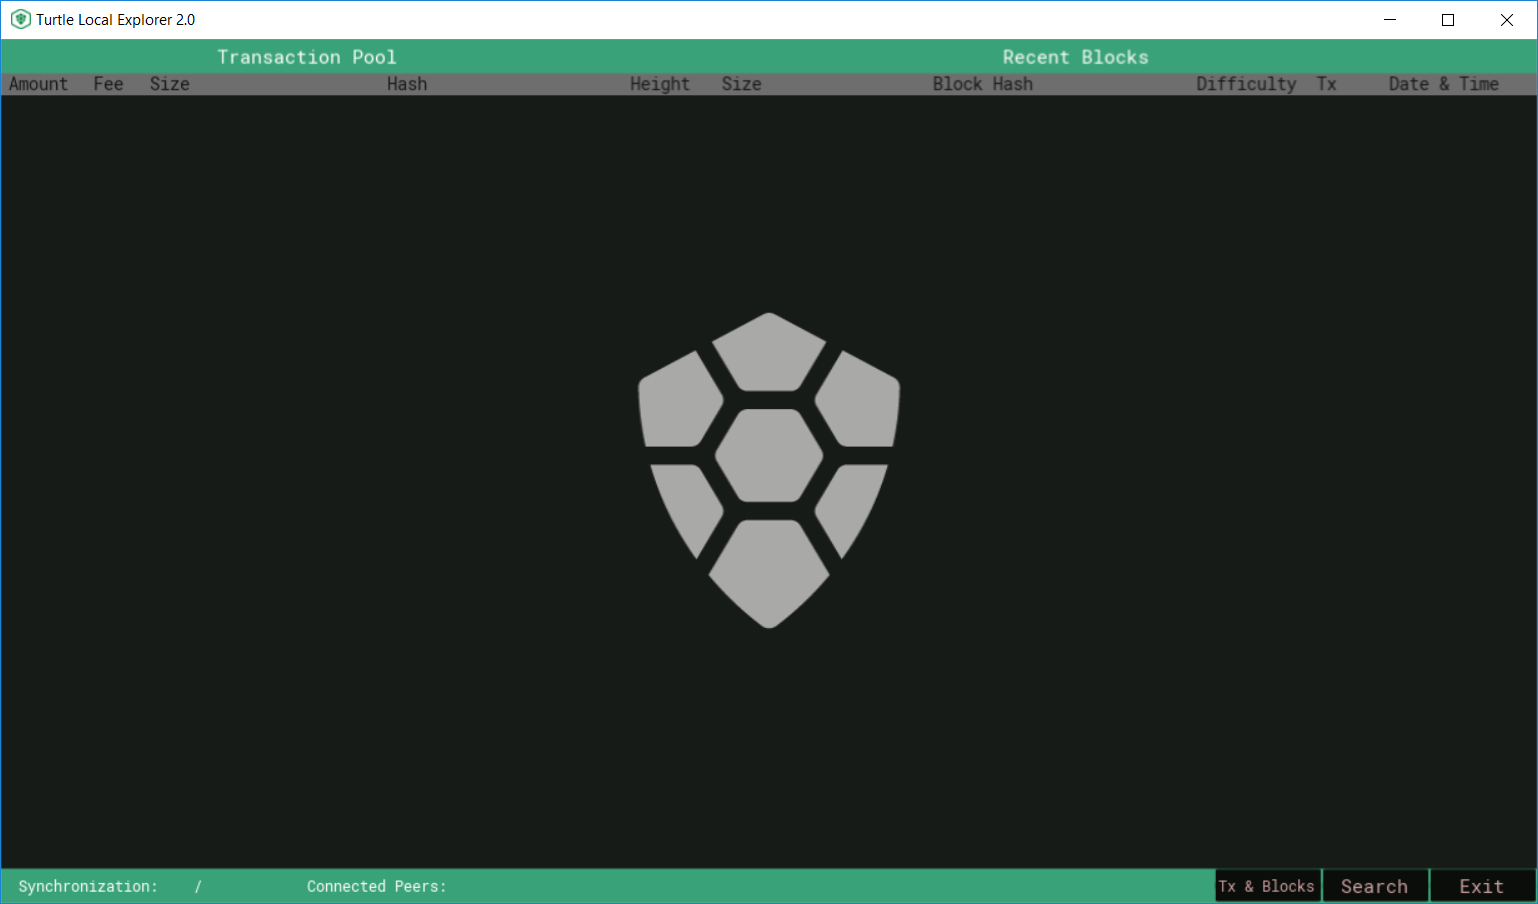 Turtle Local Explorer 2.0
Transaction Pool Recent Blocks
Amount Fee Size Hash Height Size Block Hash Difficulty Tx Date & Time
Synchronization: / Connected Peers: Tx & Blocks Search Exit